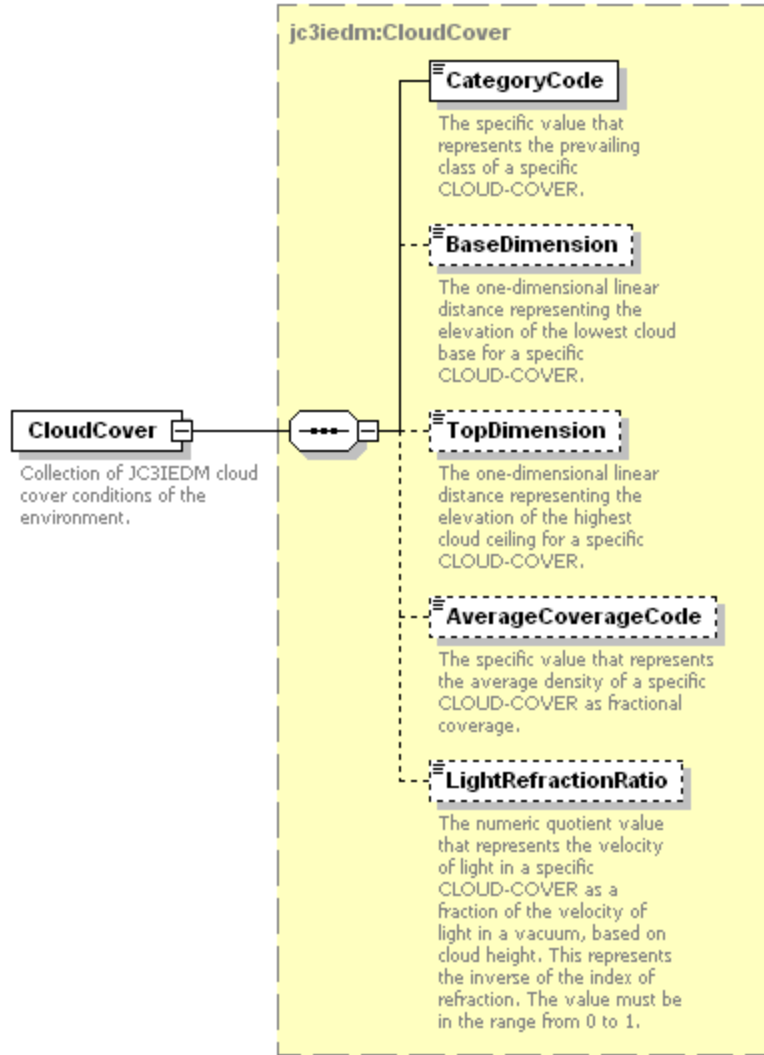 jc3iedm:CloudCover
CategoryCode
The specific value that
represents the prevailing
class of a specific
CLOUD-COVER.
BaseDimension
The one-dimensional linear
distance representing the
elevation of the lowest cloud
base for a specific
CLOUD-COVER.
CloudCover
Collection of JC3IEDM cloud
cover conditions of the
environment.
TopDimension
The one-dimensional linear
distance representing the
elevation of the highest
cloud ceiling for a specific
CLOUD-COVER.
AverageCoverageCode
The specific value that represents
the average density of a specific
CLOUD-COVER as fractional
coverage.
LightRefractionRatio
The numeric quotient value
that represents the velocity
of light in a specific
CLOUD-COVER as a
fraction of the velocity of
light in a vacuum, based on
cloud height. This represents
the inverse of the index of
refraction. The value must be
in the range from 0 to 1.